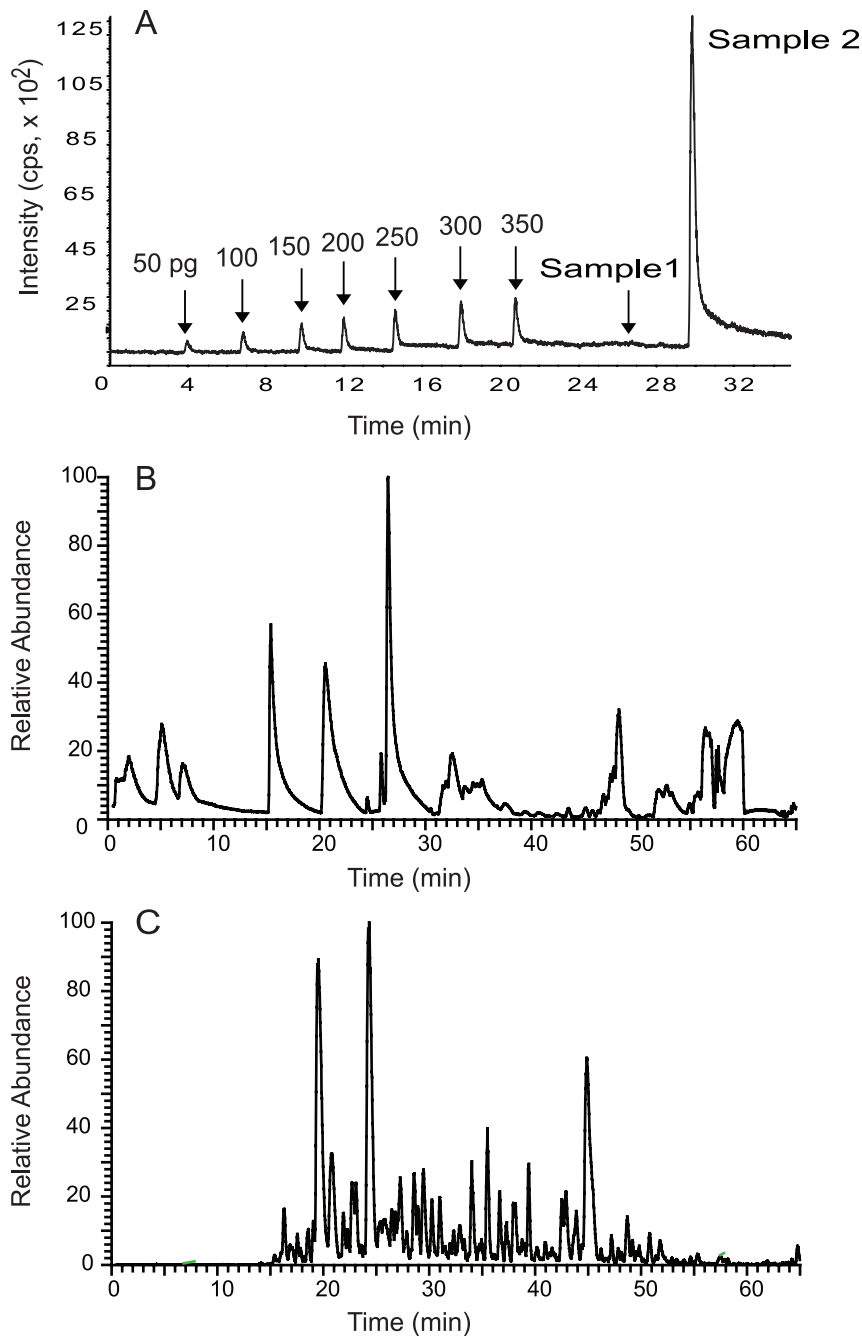 A
Intensity (cps, x 10²)
125
105
85
65
45
25
50 pg
100
150
200
250
300
350
Sample1
Sample 2
0 4 8 12 16 20 24 28 32
Time (min)
B
Relative Abundance
100
80
60
40
20
0
0 10 20 30 40 50 60
Time (min)
C
Relative Abundance
100
80
60
40
20
0
0 10 20 30 40 50 60
Time (min)